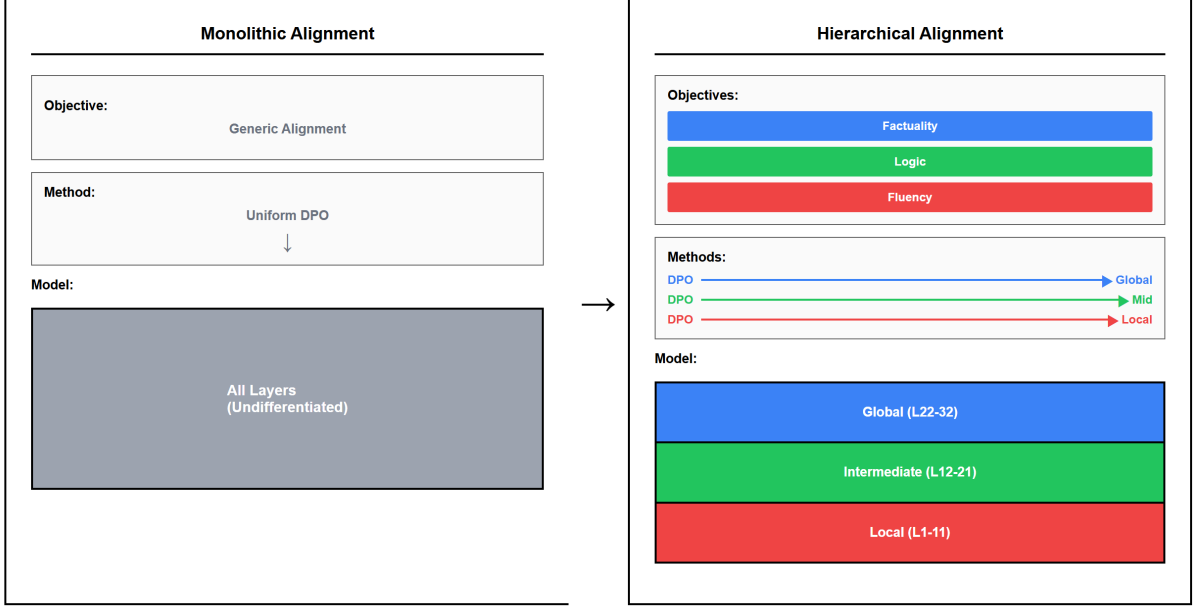 Monolithic Alignment
Objective:
Generic Alignment
Method:
Uniform DPO
↓
Model:
All Layers
(Undifferentiated)
→
Hierarchical Alignment
Objectives:
Factuality
Logic
Fluency
Methods:
DPO Global
DPO Mid
DPO Local
Model:
Global (L22-32)
Intermediate (L12-21)
Local (L1-11)